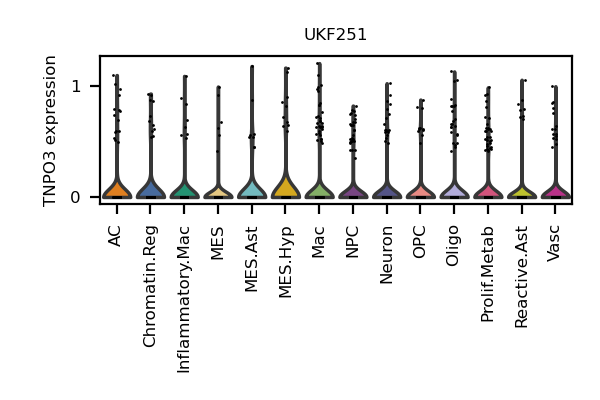 UKF251
TNPO3 expression
1
0
AC
Chromatin.Reg
Inflammatory.Mac
MES
MES.Ast
MES.Hyp
Mac
NPC
Neuron
OPC
Oligo
Prolif.Metab
Reactive.Ast
Vasc